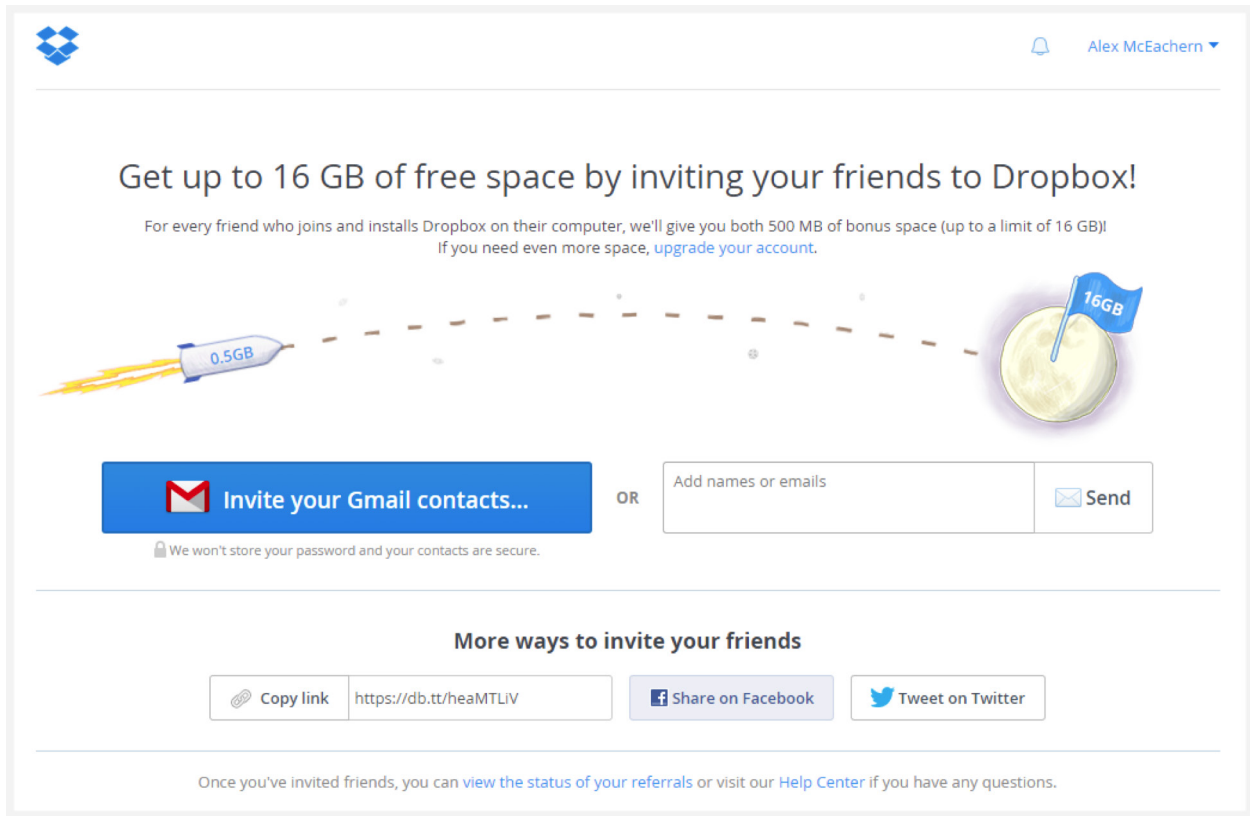 Alex McEachern
Get up to 16 GB of free space by inviting your friends to Dropbox!
For every friend who joins and installs Dropbox on their computer, we'll give you both 500 MB of bonus space (up to a limit of 16 GB)!
If you need even more space, upgrade your account.
16GB
0.5GB
Invite your Gmail contacts...
OR
Add names or emails
Send
We won't store your password and your contacts are secure.
More ways to invite your friends
Copy link
https://db.tt/heaMTLiV
Share on Facebook
Tweet on Twitter
Once you've invited friends, you can view the status of your referrals or visit our Help Center if you have any questions.